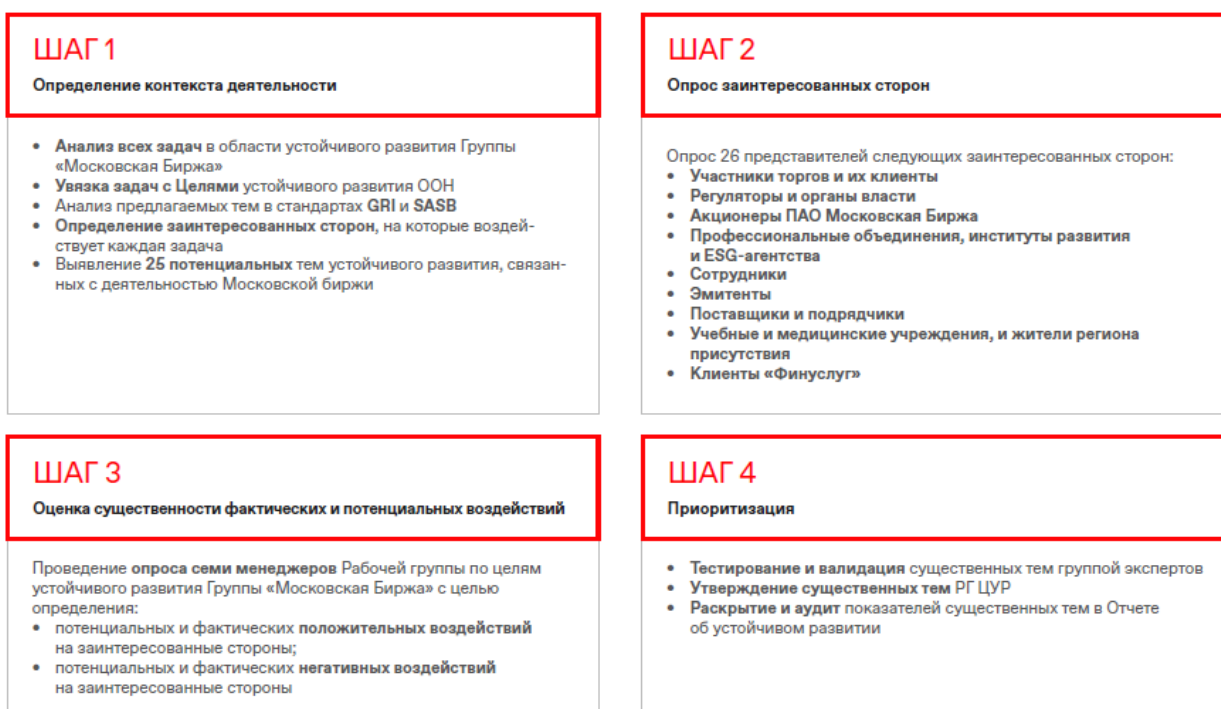 ШАГ 1
Определение контекста деятельности
• Анализ всех задач в области устойчивого развития Группы
«Московская Биржа»
• Увязка задач с Целями устойчивого развития ООН
• Анализ предлагаемых тем в стандартах GRI и SASB
• Определение заинтересованных сторон, на которые воздей-
ствует каждая задача
• Выявление 25 потенциальных тем устойчивого развития, связан-
ных с деятельностью Московской биржи
ШАГ 2
Опрос заинтересованных сторон
Опрос 26 представителей следующих заинтересованных сторон:
• Участники торгов и их клиенты
• Регуляторы и органы власти
• Акционеры ПАО Московская Биржа
• Профессиональные объединения, институты развития
и ESG-агентства
• Сотрудники
• Эмитенты
• Поставщики и подрядчики
• Учебные и медицинские учреждения, и жители региона
присутствия
• Клиенты «Финуслуг»
ШАГ 3
Оценка существенности фактических и потенциальных воздействий
Проведение опроса семи менеджеров Рабочей группы по целям
устойчивого развития Группы «Московская Биржа» с целью
определения:
• потенциальных и фактических положительных воздействий
на заинтересованные стороны;
• потенциальных и фактических негативных воздействий
на заинтересованные стороны
ШАГ 4
Приоритизация
• Тестирование и валидация существенных тем группой экспертов
• Утверждение существенных тем РГ ЦУР
• Раскрытие и аудит показателей существенных тем в Отчете
об устойчивом развитии